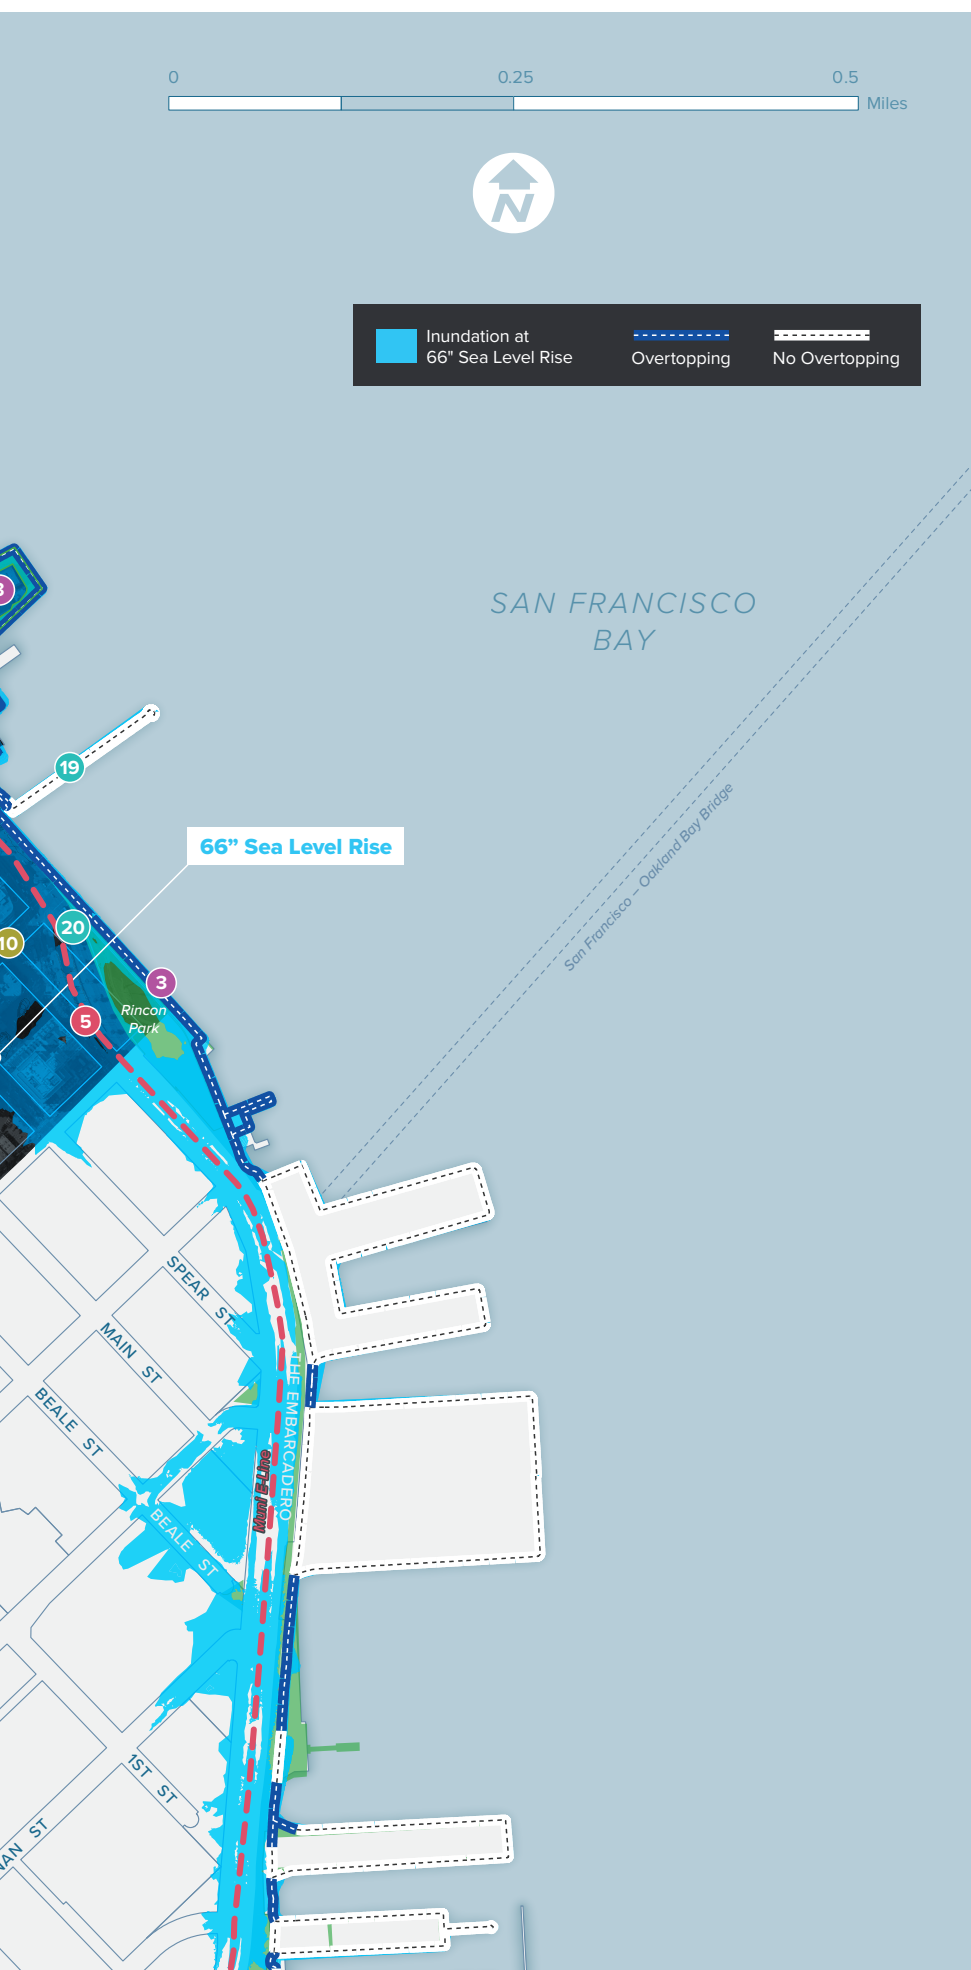 0 0.25 0.5
Miles
N
Inundation at
66" Sea Level Rise
Overtopping
No Overtopping
SAN FRANCISCO
BAY
3
19
San Francisco – Oakland Bay Bridge
66” Sea Level Rise
20
10
3
5
Rincon
Park
SPEAR ST
MAIN ST
BEALE ST
THE EMBARCADERO
Muni E-Line
BEALE ST
1ST ST
NAN ST